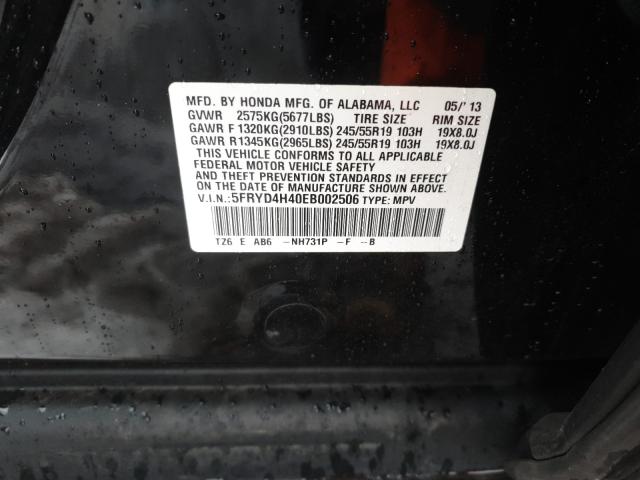 MFD. BY HONDA MFG. OF ALABAMA, LLC 05/'13
GVWR 2575KG(5677LBS) TIRE SIZE RIM SIZE
GAWR F 1320KG(2910LBS) 245/55R19 103H 19X8.0J
GAWR R 1345KG(2965LBS) 245/55R19 103H 19X8.0J
THIS VEHICLE CONFORMS TO ALL APPLICABLE
FEDERAL MOTOR VEHICLE SAFETY
AND THEFT PREVENTION STANDARDS IN EFFECT
ON THE DATE OF MANUFACTURE SHOWN ABOVE.
V.I.N.:5FRYD4H40EB002506 TYPE: MPV
TZ6 E AB6 -NH731P -F --B